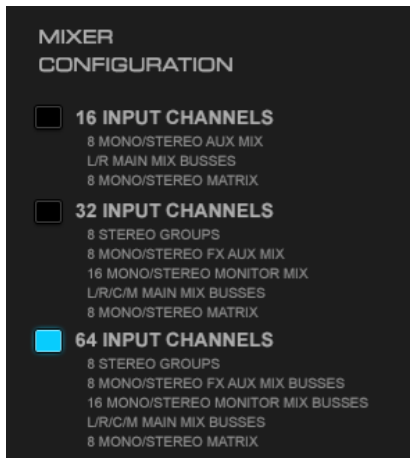 MIXER
CONFIGURATION
16 INPUT CHANNELS
8 MONO/STEREO AUX MIX
L/R MAIN MIX BUSSES
8 MONO/STEREO MATRIX
32 INPUT CHANNELS
8 STEREO GROUPS
8 MONO/STEREO FX AUX MIX
16 MONO/STEREO MONITOR MIX
L/R/C/M MAIN MIX BUSSES
8 MONO/STEREO MATRIX
64 INPUT CHANNELS
8 STEREO GROUPS
8 MONO/STEREO FX AUX MIX BUSSES
16 MONO/STEREO MONITOR MIX BUSSES
L/R/C/M MAIN MIX BUSSES
8 MONO/STEREO MATRIX